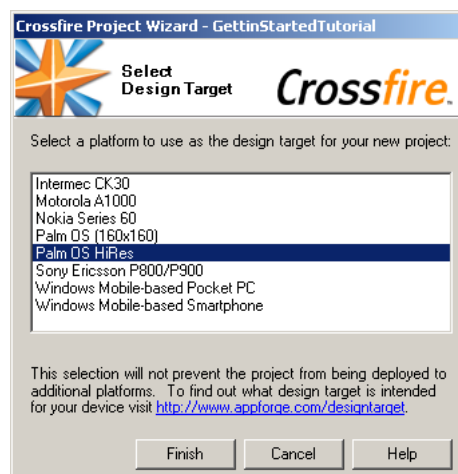 Crossfire Project Wizard - GettinStartedTutorial
Select
Design Target
Crossfire.
Select a platform to use as the design target for your new project:
Intermec CK30
Motorola A1000
Nokia Series 60
Palm OS (160x160)
Palm OS HiRes
Sony Ericsson P800/P900
Windows Mobile-based Pocket PC
Windows Mobile-based Smartphone
This selection will not prevent the project from being deployed to
additional platforms. To find out what design target is intended
for your device visit http://www.appforge.com/designtarget.
Finish
Cancel
Help